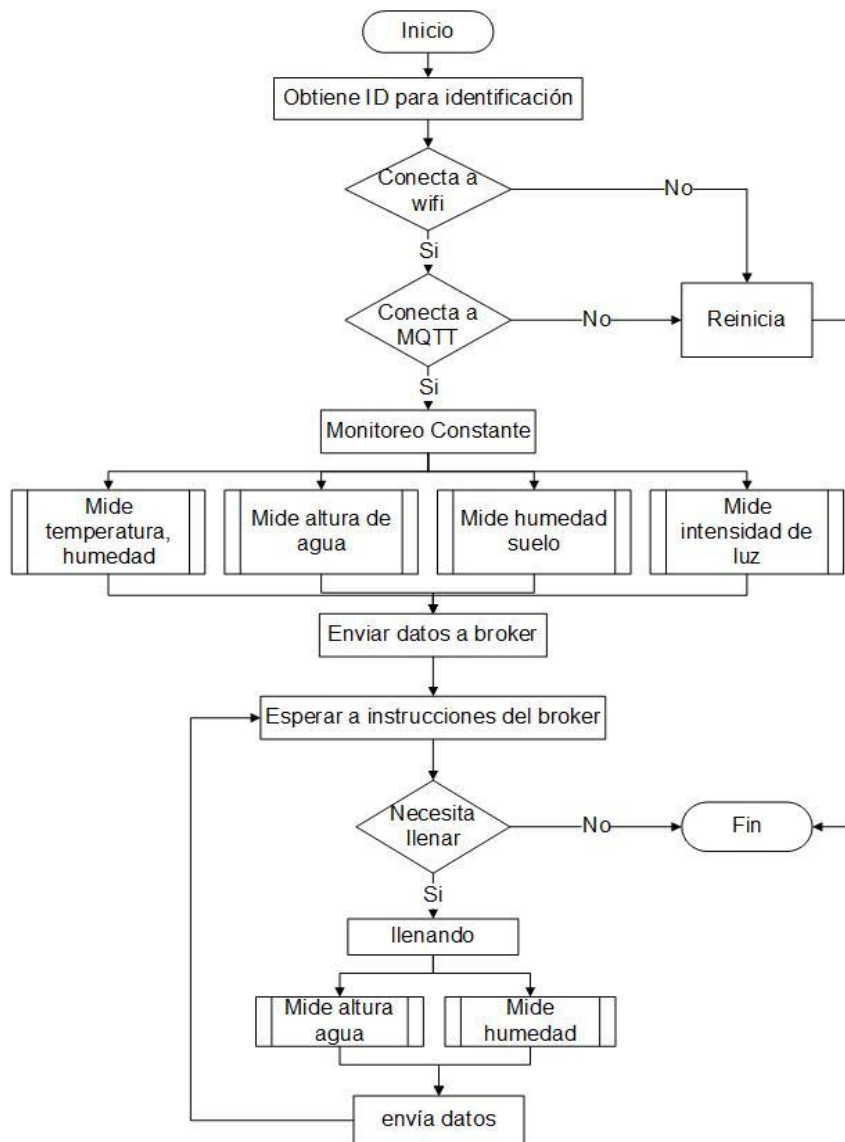 Inicio
Obtiene ID para identificación
Conecta a
wifi
No
Si
Conecta a
MQTT
No
Reinicia
Si
Monitoreo Constante
Mide
temperatura,
humedad
Mide altura de
agua
Mide humedad
suelo
Mide
intensidad de
luz
Enviar datos a broker
Esperar a instrucciones del broker
Necesita
llenar
No
Fin
Si
llenando
Mide altura
agua
Mide
humedad
envía datos